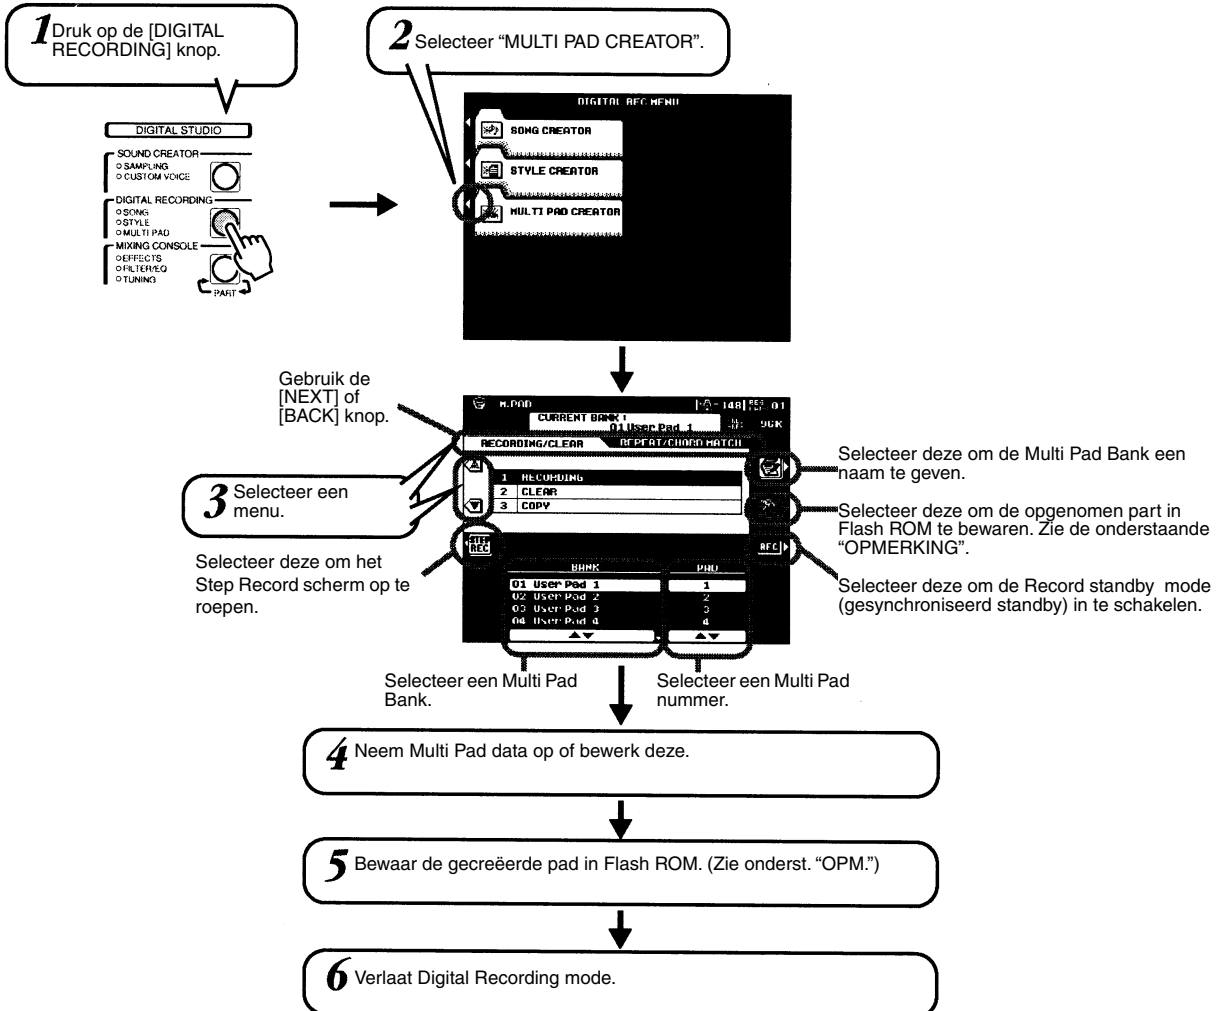 1 Druk op de [DIGITAL
RECORDING] knop.
2 Selecteer “MULTI PAD CREATOR”.
DIGITAL STUDIO
SOUND CREATOR
SAMPLING
CUSTOM VOICE
DIGITAL RECORDING
SONG
STYLE
MULTI PAD
MIXING CONSOLE
EFFECTS
FILTER/EQ
TUNING
PART
DIGITAL REC MENU
SONG CREATOR
STYLE CREATOR
MULTI PAD CREATOR
Gebruik de
[NEXT] of
[BACK] knop.
3 Selecteer een
menu.
Selecteer deze om het
Step Record scherm op te
roepen.
M.PAD
148
01
CURRENT BANK :
01 User Pad 1
96K
RECORDING/CLEAR
REPEAT/CHORD MATCH
1 RECORDING
2 CLEAR
3 COPY
REC
REC
BANK
PAD
01 User Pad 1
1
02 User Pad 2
2
03 User Pad 3
3
04 User Pad 4
4
Selecteer deze om de Multi Pad Bank een
naam te geven.
Selecteer deze om de opgenomen part in
Flash ROM te bewaren. Zie de onderstaande
“OPMERKING”.
Selecteer deze om de Record standby mode
(gesynchroniseerd standby) in te schakelen.
Selecteer een Multi Pad
Bank.
Selecteer een Multi Pad
nummer.
4 Neem Multi Pad data op of bewerk deze.
5 Bewaar de gecreëerde pad in Flash ROM. (Zie onderst. “OPM.”)
6 Verlaat Digital Recording mode.